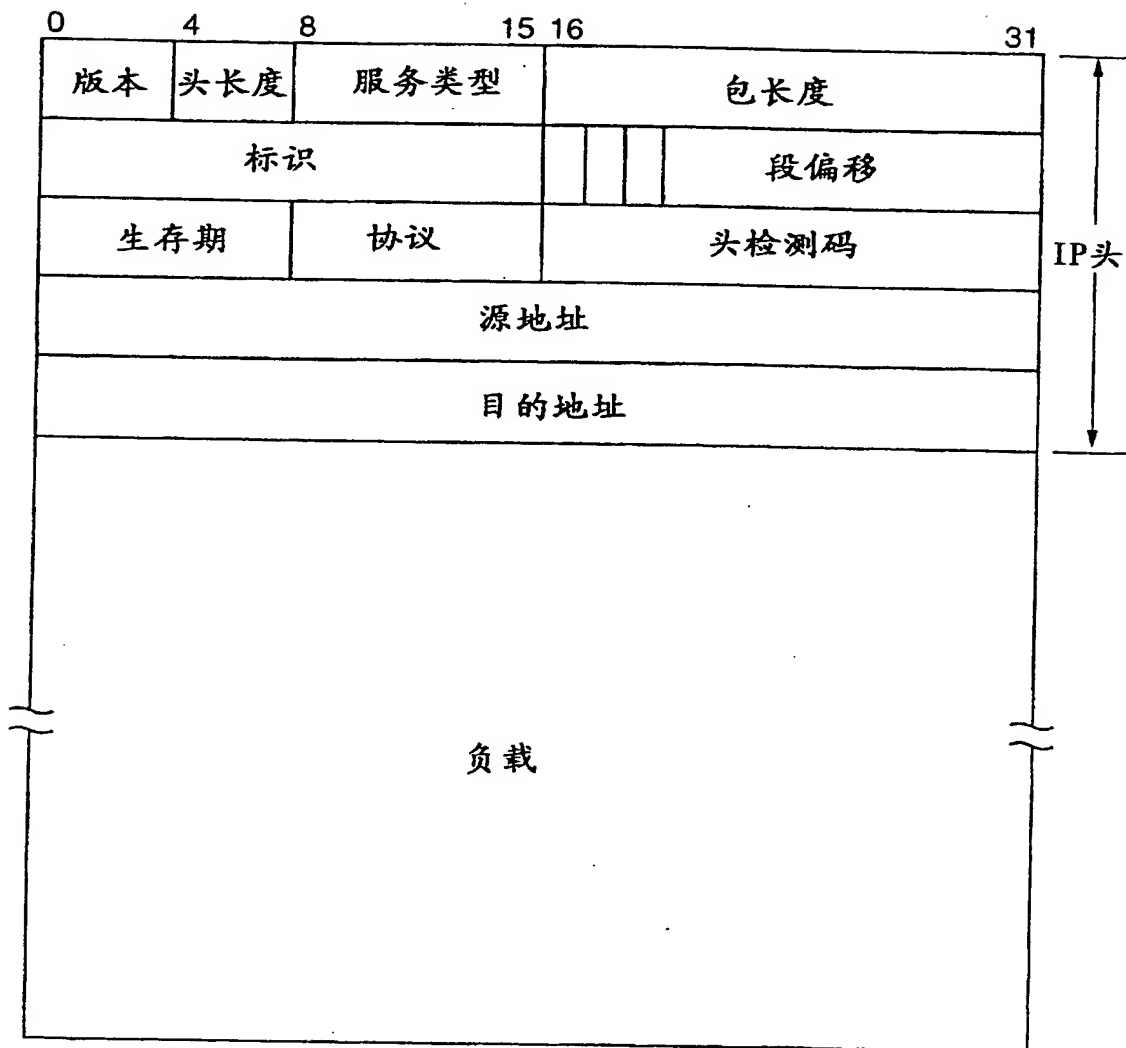 0 4 8 15 16 31
版本 头长度 服务类型 包长度
标识 段偏移
生存期 协议 头检测码
IP头
源地址
目的地址
负载